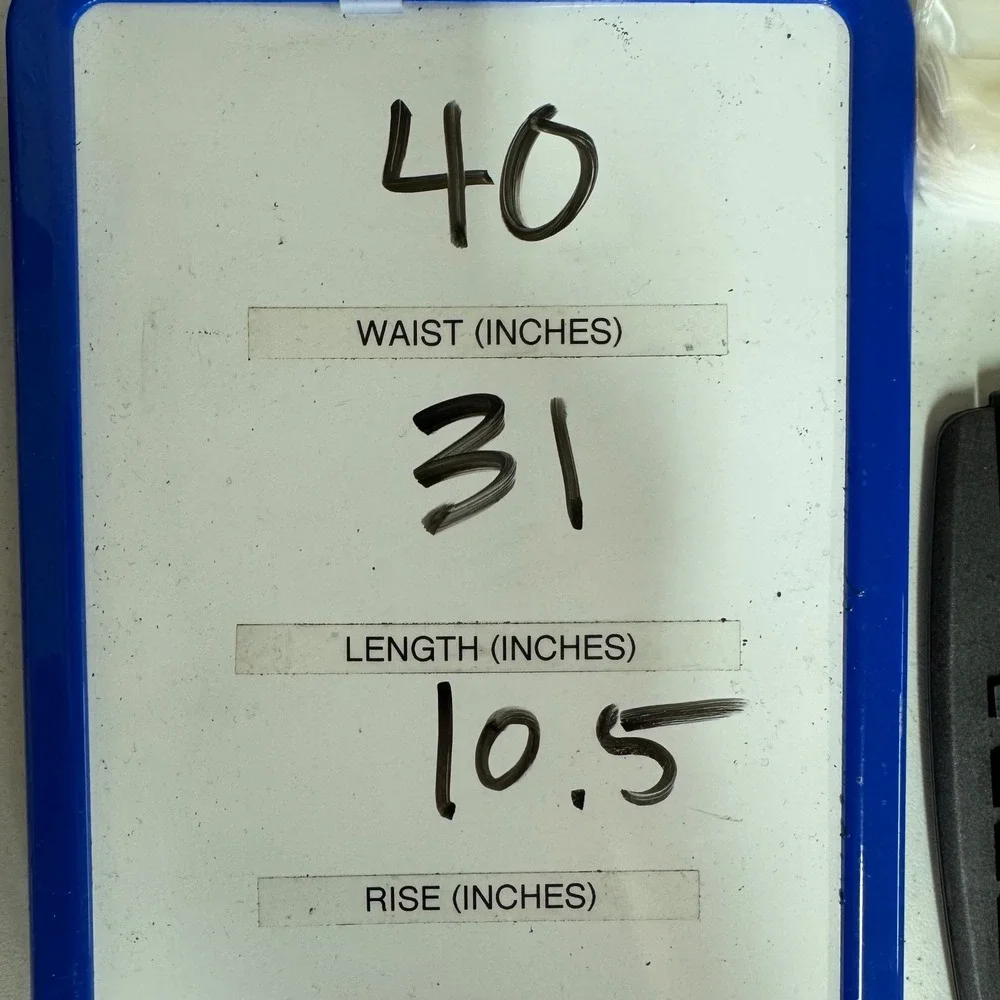 40
WAIST (INCHES)
31
LENGTH (INCHES)
10.5
RISE (INCHES)